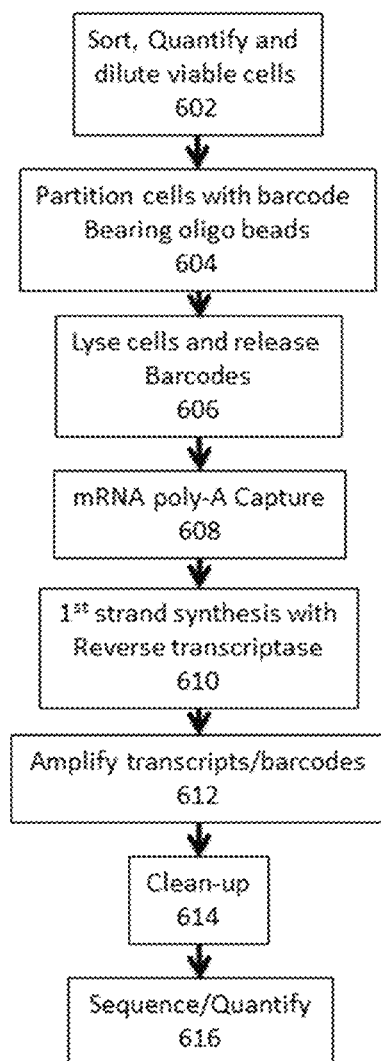 Sort, Quantify and
dilute viable cells
602
Partition cells with barcode
Bearing oligo beads
604
Lyse cells and release
Barcodes
606
mRNA poly-A Capture
608
1st strand synthesis with
Reverse transcriptase
610
Amplify transcripts/barcodes
612
Clean-up
614
Sequence/Quantify
616